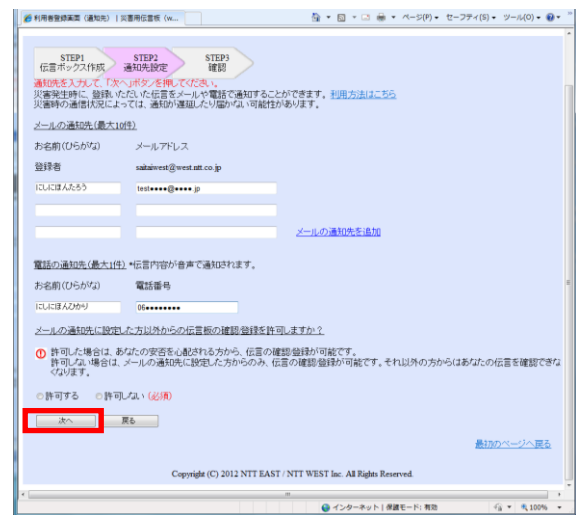 利用者登録画面（通知先）｜災害用伝言板（w...
ページ(P) セーフティ(S) ツール(O)
STEP1 STEP2 STEP3
伝言ボックス作成 通知先設定 確認
通知先を入力して、「次へ」ボタンを押してください。
災害発生時に、登録いただいた伝言をメールや電話で通知することができます。 利用方法はこちら
災害時の通信状況によっては、通知が遅延したり届かない可能性があります。
メールの通知先(最大10件)
お名前(ひらがな) メールアドレス
登録者 saitaiwest@west.ntt.co.jp
にしにほんたろう test●●●●@●●●●.jp
メールの通知先を追加
電話の通知先(最大1件) *伝言内容が音声で通知されます。
お名前(ひらがな) 電話番号
にしにほんひかり 06●●●●●●●●
メールの通知先に設定した方以外からの伝言板の確認登録を許可しますか？
許可した場合は、あなたの安否を心配される方から、伝言の確認登録が可能です。
許可しない場合は、メールの通知先に設定した方からのみ、伝言の確認登録が可能です。それ以外の方からはあなたの伝言を確認できな
くなります。
許可する 許可しない (必須)
次へ 戻る
最初のページへ戻る
Copyright (C) 2012 NTT EAST / NTT WEST Inc. All Rights Reserved.
インターネット | 保護モード: 有効 100%